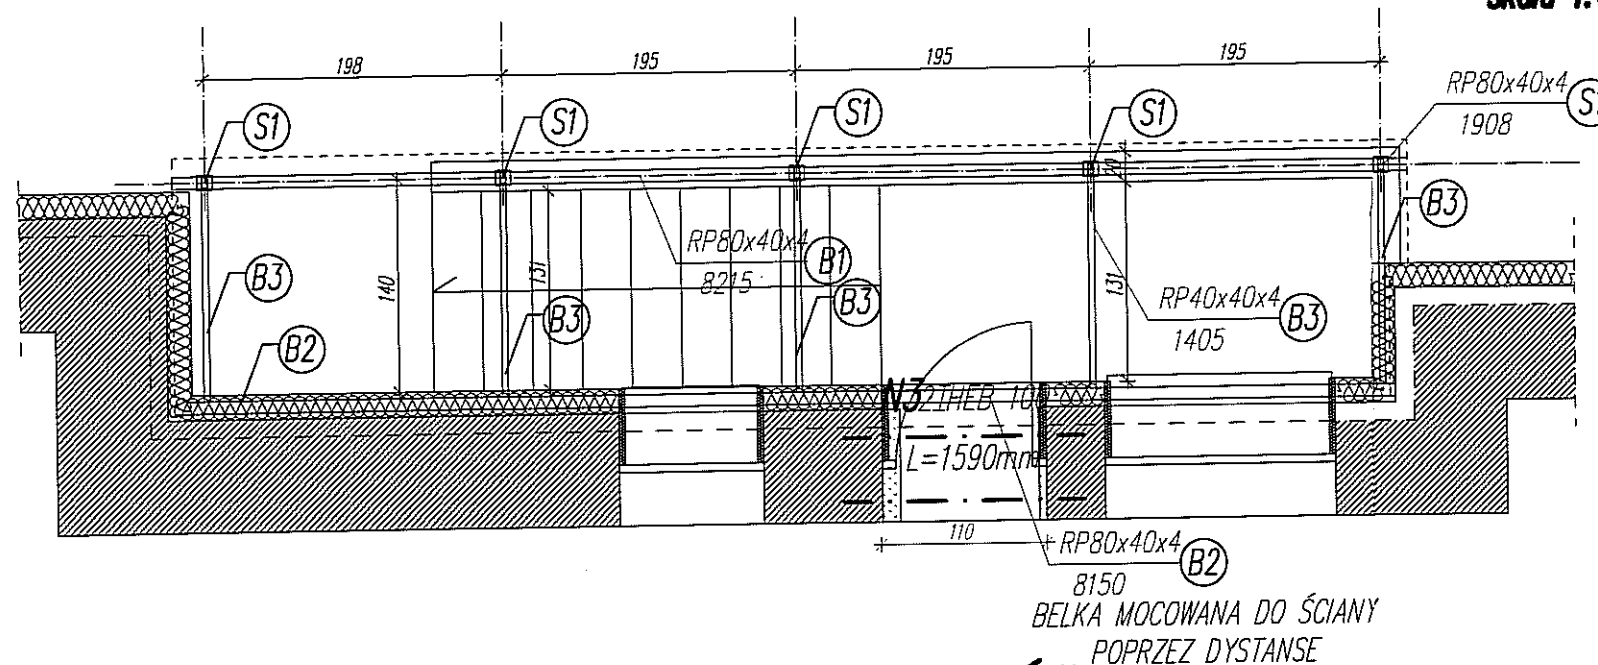 198
195
195
195
S1
S1
S1
S1
RP80x40x4
1908
20
B3
RP80x40x4
B1
8215
140
131
131
B3
B3
B3
B2
RP40x40x4
B3
1405
N3
L=1590mm
110
RP80x40x4
B2
8150
BELKA MOCOWANA DO ŚCIANY
POPRZEZ DYSTANSE